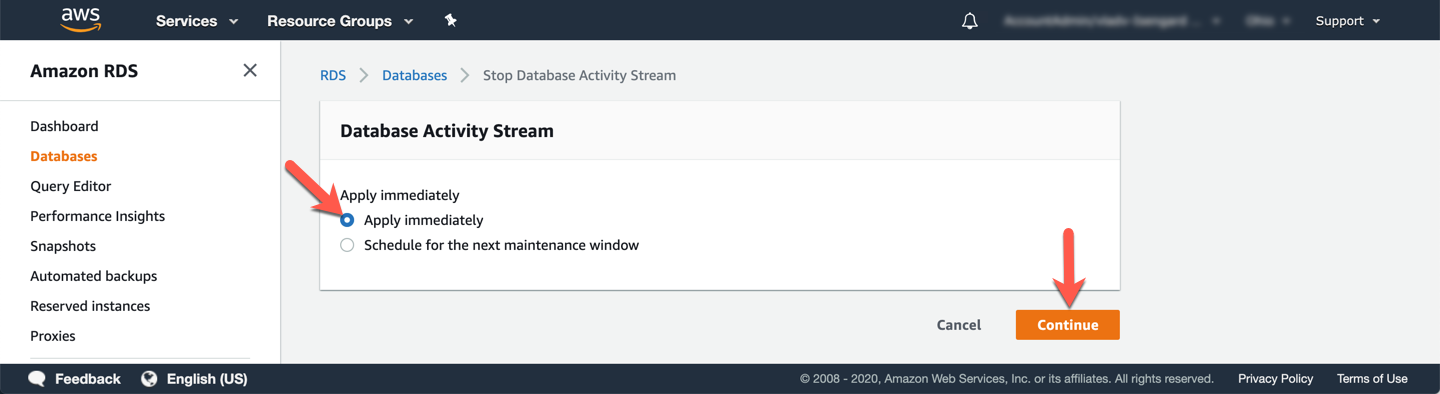 aws Services Resource Groups Support
Amazon RDS
RDS Databases Stop Database Activity Stream
Dashboard
Databases
Query Editor
Performance Insights
Snapshots
Automated backups
Reserved instances
Proxies
Database Activity Stream
Apply immediately
Apply immediately
Schedule for the next maintenance window
Cancel Continue
Feedback English (US) © 2008 - 2020, Amazon Web Services, Inc. or its affiliates. All rights reserved. Privacy Policy Terms of Use